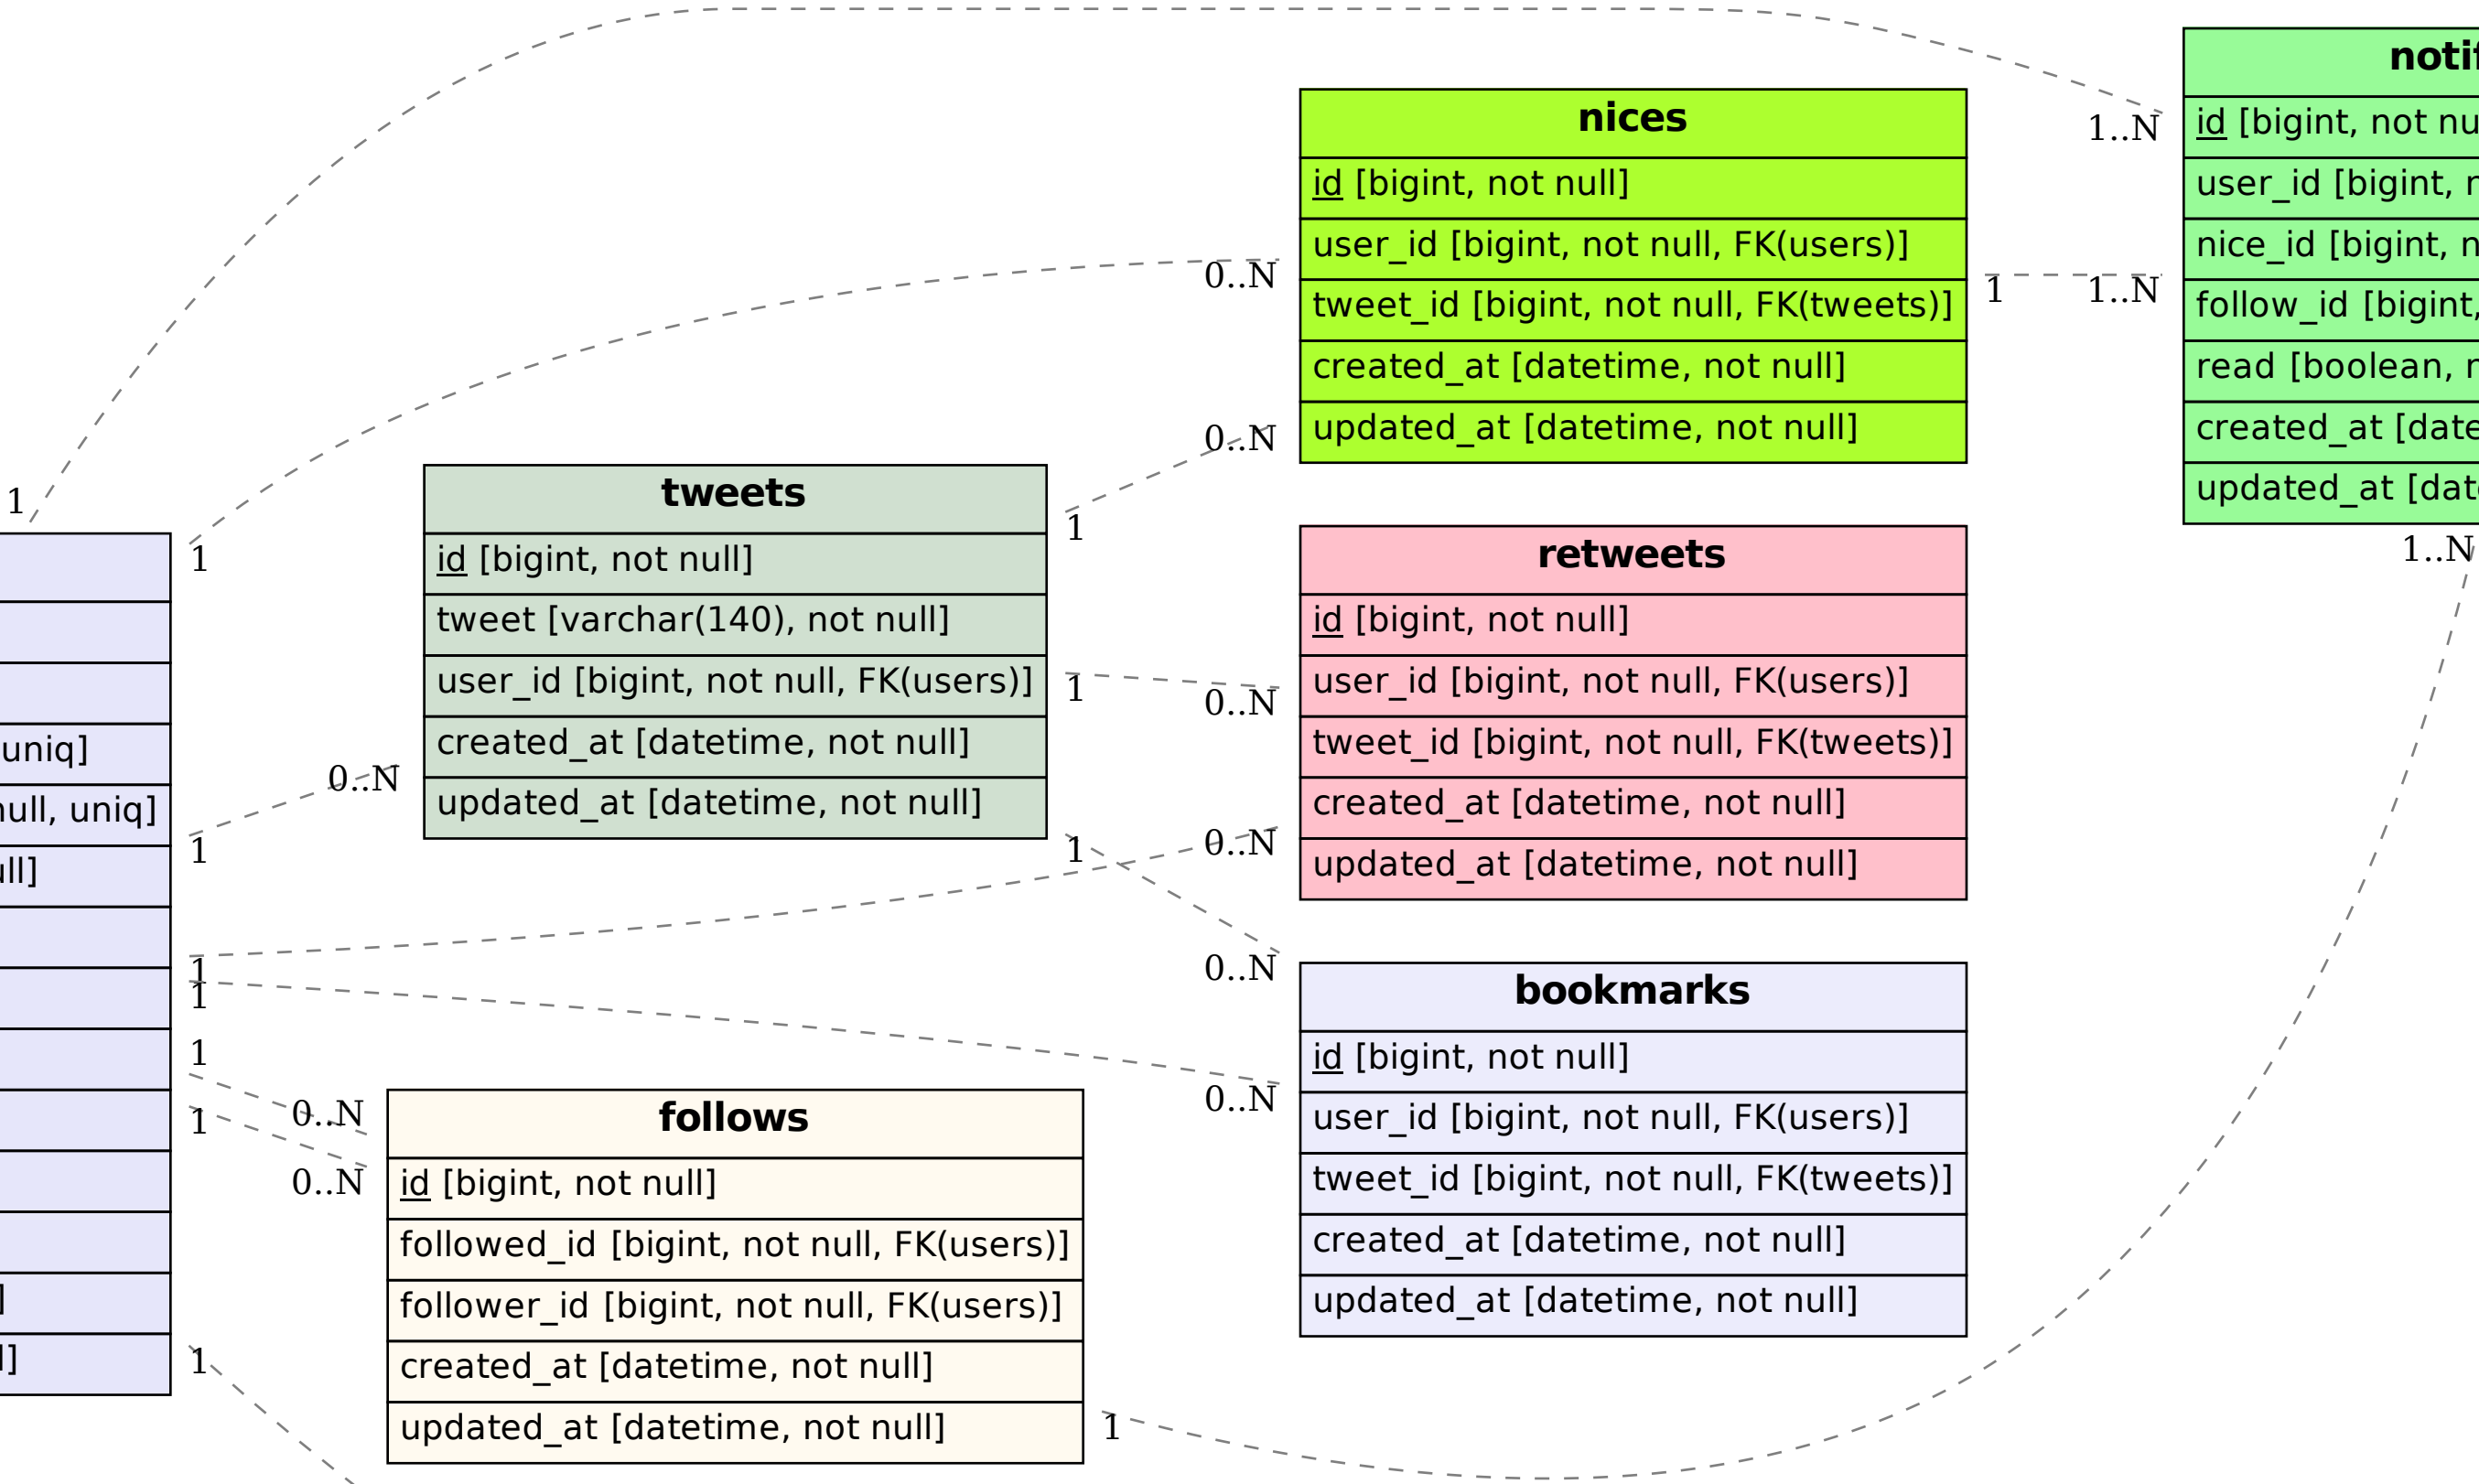 1
uniq]
null, uniq]
]
1
1
1
1
1
1
1
tweets
id [bigint, not null]
tweet [varchar(140), not null]
user_id [bigint, not null, FK(users)]
created_at [datetime, not null]
updated_at [datetime, not null]
0..N
1
1
1
follows
id [bigint, not null]
followed_id [bigint, not null, FK(users)]
follower_id [bigint, not null, FK(users)]
created_at [datetime, not null]
updated_at [datetime, not null]
0..N
0..N
1
nices
id [bigint, not null]
user_id [bigint, not null, FK(users)]
tweet_id [bigint, not null, FK(tweets)]
created_at [datetime, not null]
updated_at [datetime, not null]
0..N
0..N
1
retweets
id [bigint, not null]
user_id [bigint, not null, FK(users)]
tweet_id [bigint, not null, FK(tweets)]
created_at [datetime, not null]
updated_at [datetime, not null]
0..N
0..N
bookmarks
id [bigint, not null]
user_id [bigint, not null, FK(users)]
tweet_id [bigint, not null, FK(tweets)]
created_at [datetime, not null]
updated_at [datetime, not null]
0..N
0..N
notif
id [bigint, not nu
user_id [bigint, n
nice_id [bigint, n
follow_id [bigint,
read [boolean, n
created_at [date
updated_at [dat
1..N
1..N
1..N